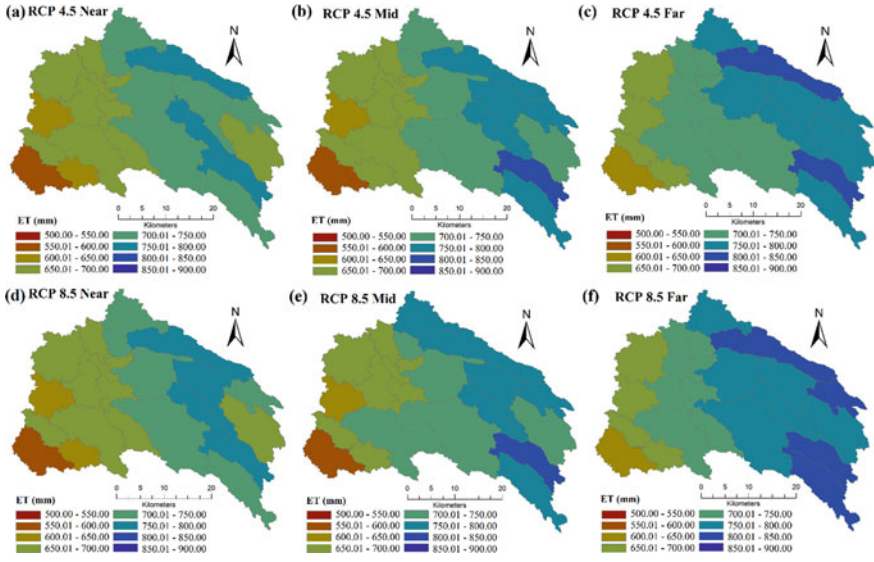 (a) RCP 4.5 Near
N
0 5 10 20
Kilometers
ET (mm)
500.00 - 550.00 700.01 - 750.00
550.01 - 600.00 750.01 - 800.00
600.01 - 650.00 800.01 - 850.00
650.01 - 700.00 850.01 - 900.00
(b) RCP 4.5 Mid
N
0 5 10 20
Kilometers
ET (mm)
500.00 - 550.00 700.01 - 750.00
550.01 - 600.00 750.01 - 800.00
600.01 - 650.00 800.01 - 850.00
650.01 - 700.00 850.01 - 900.00
(c) RCP 4.5 Far
N
0 5 10 20
Kilometers
ET (mm)
500.00 - 550.00 700.01 - 750.00
550.01 - 600.00 750.01 - 800.00
600.01 - 650.00 800.01 - 850.00
650.01 - 700.00 850.01 - 900.00
(d) RCP 8.5 Near
N
0 5 10 20
Kilometers
ET (mm)
500.00 - 550.00 700.01 - 750.00
550.01 - 600.00 750.01 - 800.00
600.01 - 650.00 800.01 - 850.00
650.01 - 700.00 850.01 - 900.00
(e) RCP 8.5 Mid
N
0 5 10 20
Kilometers
ET (mm)
500.00 - 550.00 700.01 - 750.00
550.01 - 600.00 750.01 - 800.00
600.01 - 650.00 800.01 - 850.00
650.01 - 700.00 850.01 - 900.00
(f) RCP 8.5 Far
N
0 5 10 20
Kilometers
ET (mm)
500.00 - 550.00 700.01 - 750.00
550.01 - 600.00 750.01 - 800.00
600.01 - 650.00 800.01 - 850.00
650.01 - 700.00 850.01 - 900.00